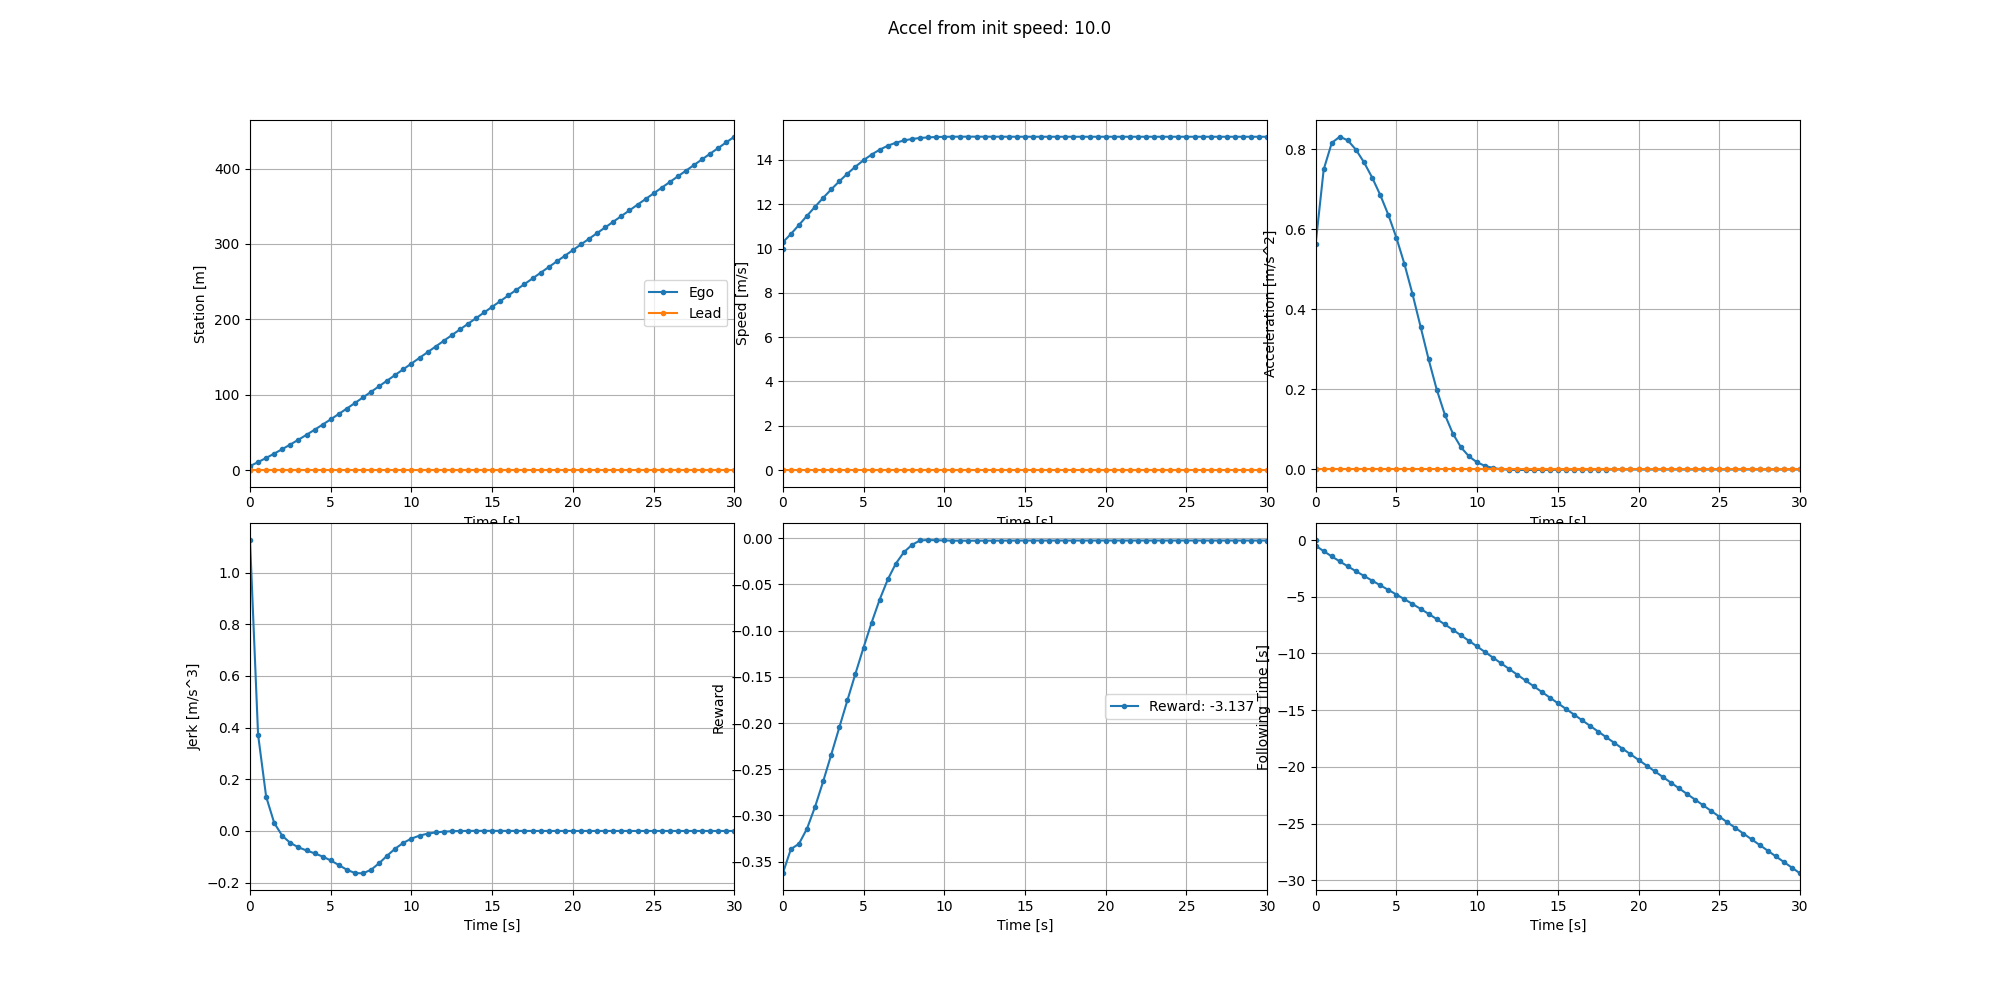 Accel from init speed: 10.0
Station [m]
400
300
200
100
0
0 5 10 15 20 25 30
Time [s]
Ego
Lead
Speed [m/s]
14
12
10
8
6
4
2
0
0 5 10 15 20 25 30
Time [s]
Acceleration [m/s^2]
0.8
0.6
0.4
0.2
0.0
0 5 10 15 20 25 30
Time [s]
Jerk [m/s^3]
1.0
0.8
0.6
0.4
0.2
0.0
−0.2
0 5 10 15 20 25 30
Time [s]
Reward
0.00
−0.05
−0.10
−0.15
−0.20
−0.25
−0.30
−0.35
0 5 10 15 20 25 30
Time [s]
Reward: -3.137
Following Time [s]
0
−5
−10
−15
−20
−25
−30
0 5 10 15 20 25 30
Time [s]